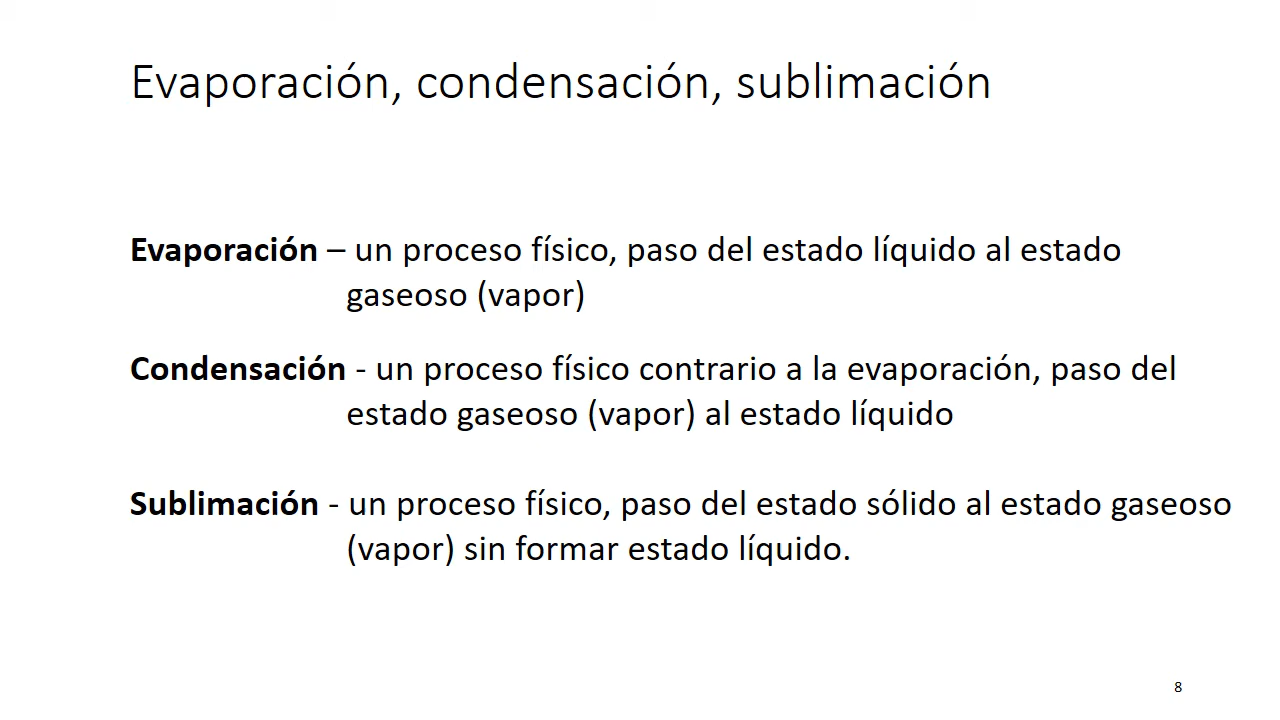 Evaporación, condensación, sublimación
Evaporación – un proceso físico, paso del estado líquido al estado
gaseoso (vapor)
Condensación - un proceso físico contrario a la evaporación, paso del
estado gaseoso (vapor) al estado líquido
Sublimación - un proceso físico, paso del estado sólido al estado gaseoso
(vapor) sin formar estado líquido.
8